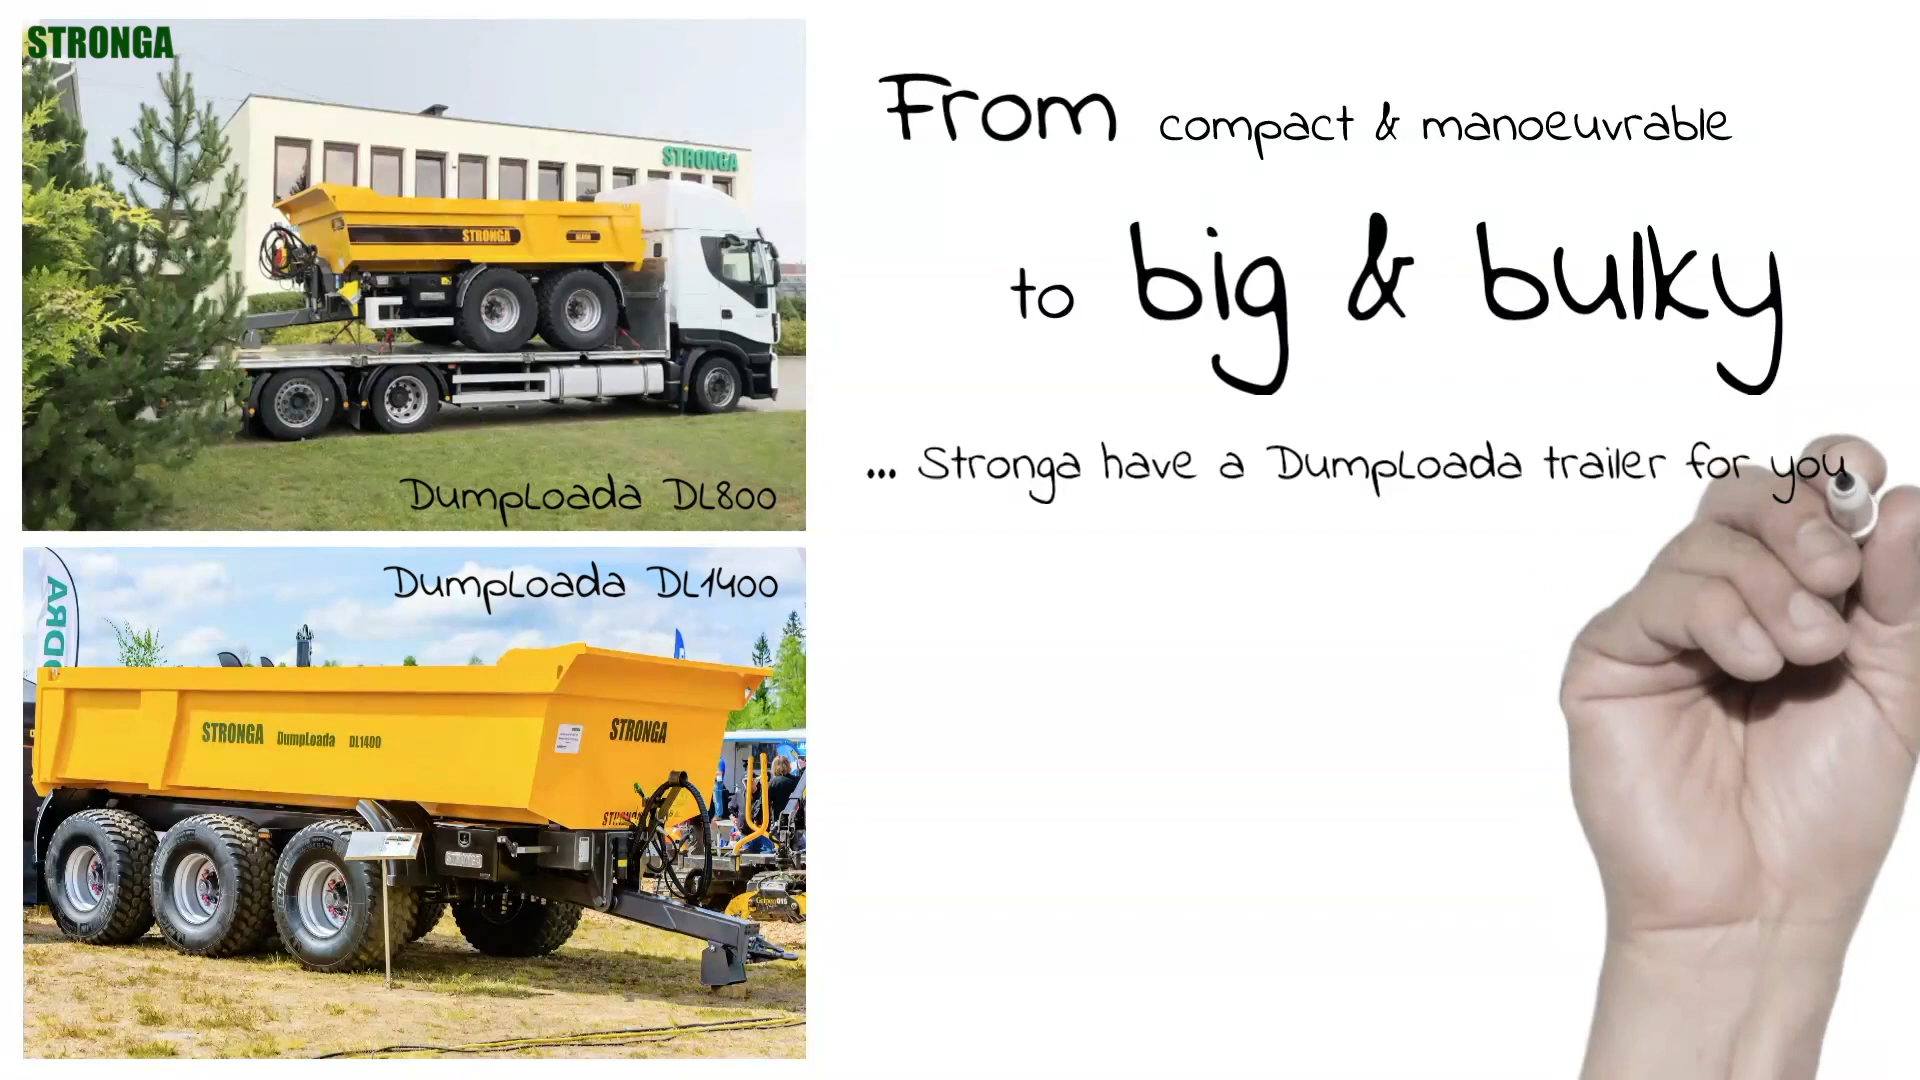 STRONGA
STRONGA
STRONGA
DL800
DumpLoada DL800
DumpLoada DL1400
STRONGA DumpLoada DL1400
STRONGA
From compact & manoeuvrable
to big & bulky
... Stronga have a DumpLoada trailer for you